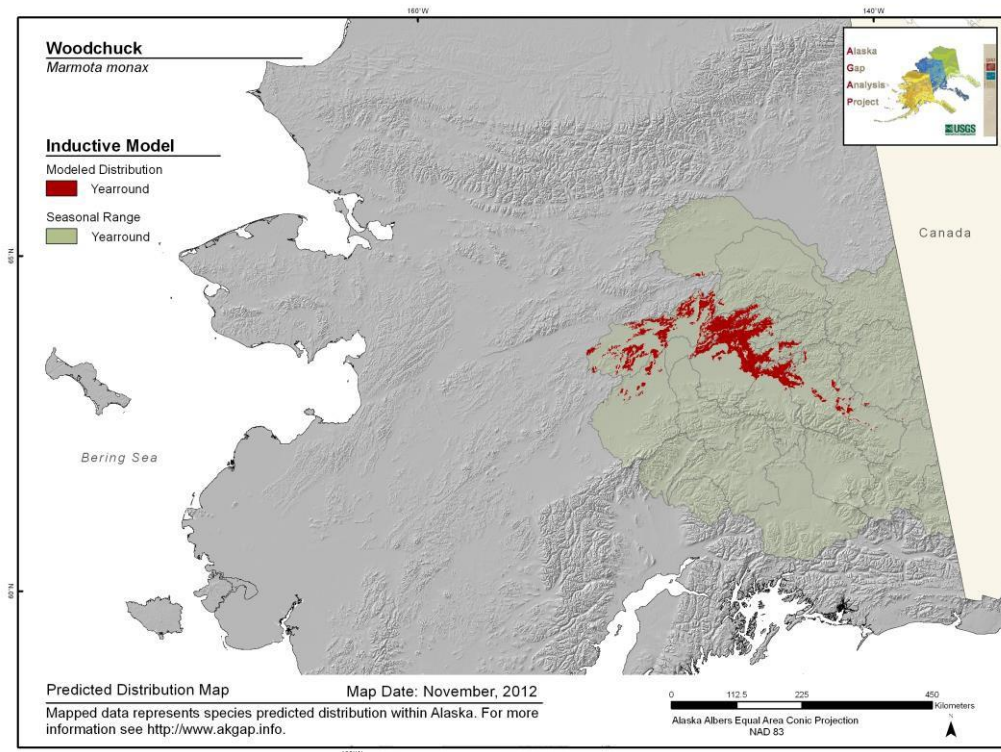 160°W
140°W
Woodchuck
Marmota monax
Alaska
Gap
Analysis
Project
USGS
Inductive Model
Modeled Distribution
Yearround
Seasonal Range
Yearround
Canada
65°N
Bering Sea
60°N
Predicted Distribution Map Map Date: November, 2012
Mapped data represents species predicted distribution within Alaska. For more
information see http://www.akgap.info.
0 112.5 225 450
Kilometers
Alaska Albers Equal Area Conic Projection
NAD 83
N